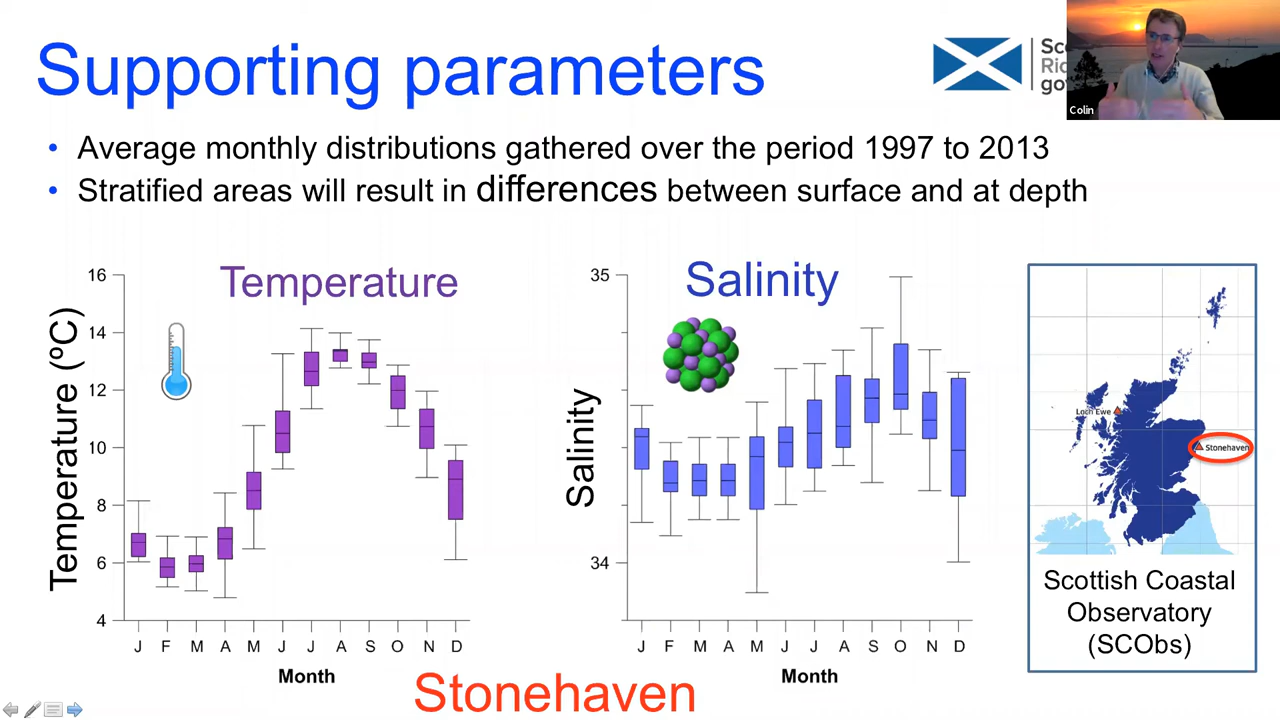 Supporting parameters
Colin
• Average monthly distributions gathered over the period 1997 to 2013
• Stratified areas will result in differences between surface and at depth
Temperature
Temperature (ºC)
16
14
12
10
8
6
4
J F M A M J J A S O N D
Month
Salinity
Salinity
35
34
J F M A M J J A S O N D
Month
Stonehaven
Loch Ewe
Stonehaven
Scottish Coastal
Observatory
(SCObs)